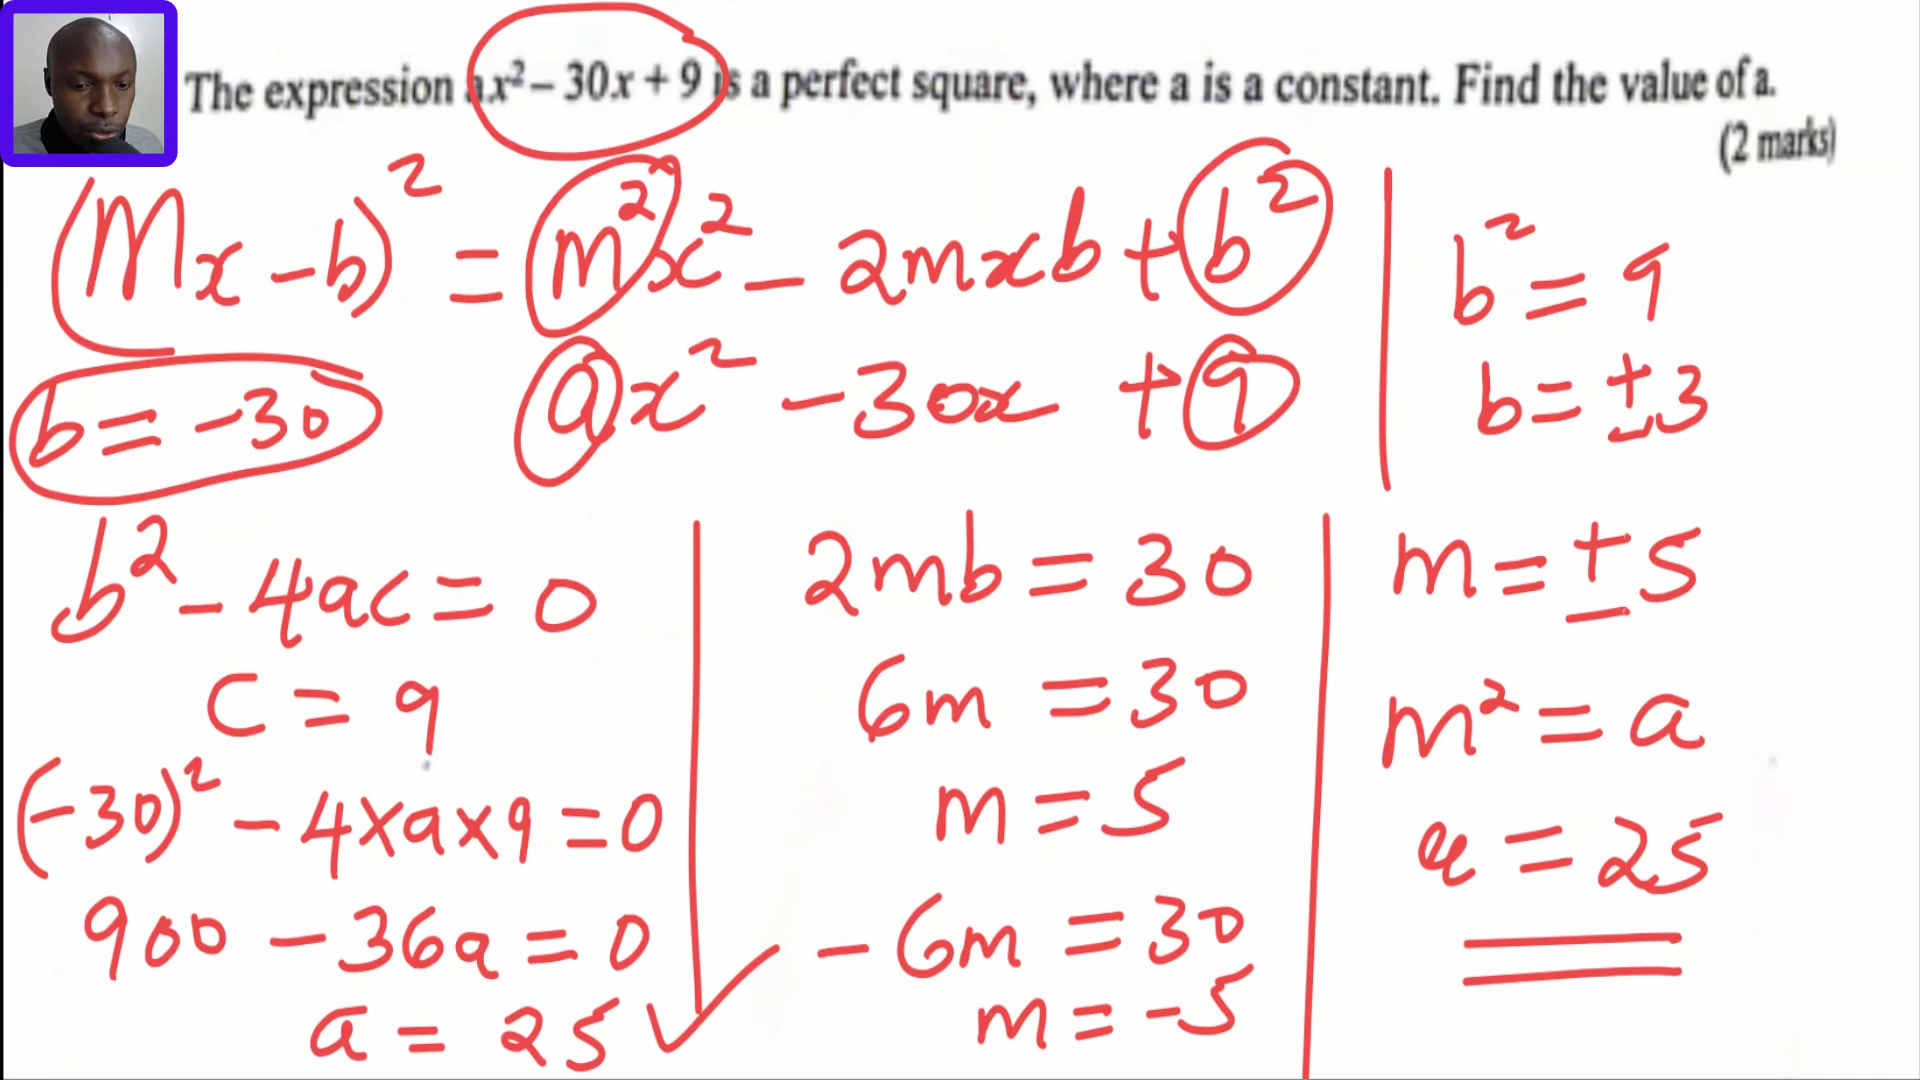 The expression ax² – 30x + 9 is a perfect square, where a is a constant. Find the value of a.
(2 marks)
(Mx - b)² = m²x² - 2mxb + b²
ax² - 30x + 9
b² = 9
b = ±3
b = -30
b² - 4ac = 0
c = 9
(-30)² - 4×a×9 = 0
900 - 36a = 0
a = 25 ✓
2mb = 30
6m = 30
m = 5
-6m = 30
m = -5
m = ±5
m² = a
a = 25